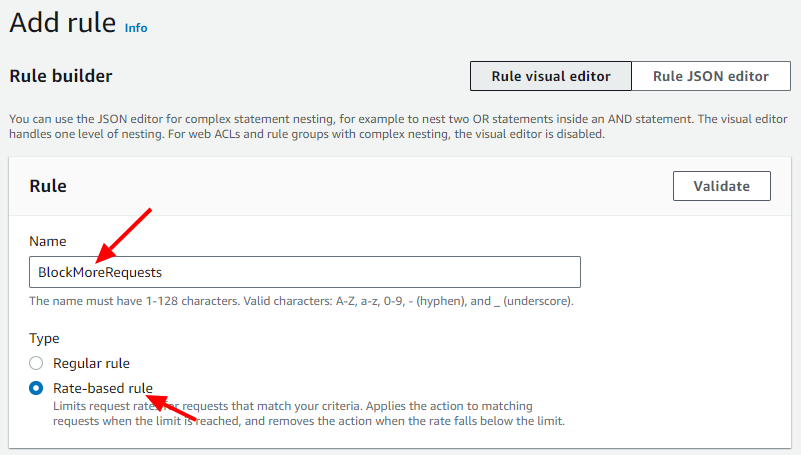 Add rule Info
Rule builder
Rule visual editor
Rule JSON editor
You can use the JSON editor for complex statement nesting, for example to nest two OR statements inside an AND statement. The visual editor
handles one level of nesting. For web ACLs and rule groups with complex nesting, the visual editor is disabled.
Rule
Validate
Name
BlockMoreRequests
The name must have 1-128 characters. Valid characters: A-Z, a-z, 0-9, - (hyphen), and _ (underscore).
Type
Regular rule
Rate-based rule
Limits request rates for requests that match your criteria. Applies the action to matching
requests when the limit is reached, and removes the action when the rate falls below the limit.